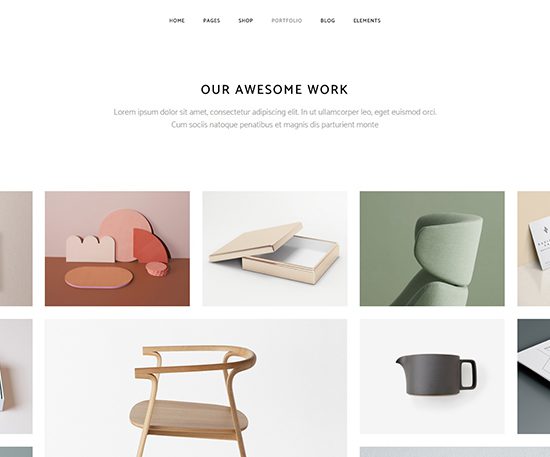 HOME PAGES SHOP PORTFOLIO BLOG ELEMENTS
OUR AWESOME WORK
Lorem ipsum dolor sit amet, consectetur adipiscing elit. In ut ullamcorper leo, eget euismod orci.
Cum sociis natoque penatibus et magnis dis parturient monte